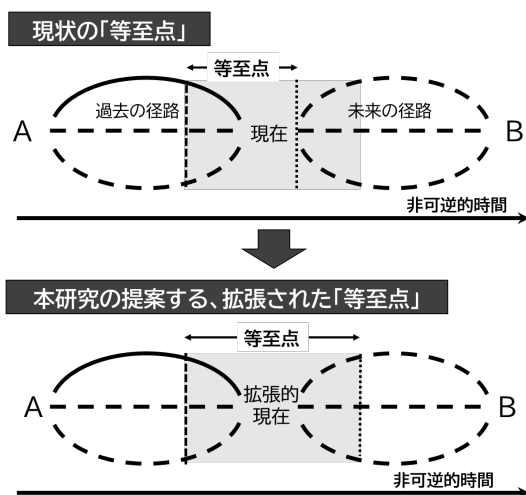 現状の「等至点」
等至点
過去の径路
未来の径路
A
現在
B
非可逆的時間
本研究の提案する、拡張された「等至点」
等至点
A
拡張的
現在
B
非可逆的時間